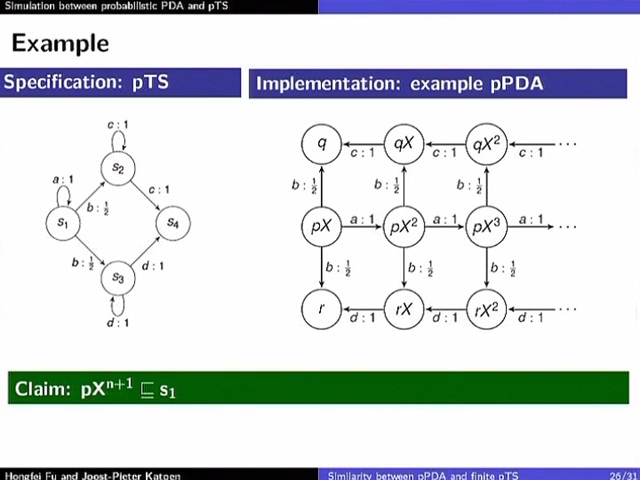 Simulation between probabilistic PDA and pTS
Example
Specification: pTS
Implementation: example pPDA
c : 1
s₂
a : 1
c : 1
b : ½
s₁
s₄
b : ½
d : 1
s₃
d : 1
q
qX
qX²
···
c : 1
c : 1
c : 1
b : ½
b : ½
b : ½
pX
a : 1
pX²
a : 1
pX³
a : 1
···
b : ½
b : ½
b : ½
r
rX
rX²
···
d : 1
d : 1
d : 1
Claim: pXⁿ⁺¹ ⊑ s₁
Hongfei Fu and Joost-Pieter Katoen
Similarity between pPDA and finite pTS
26/31